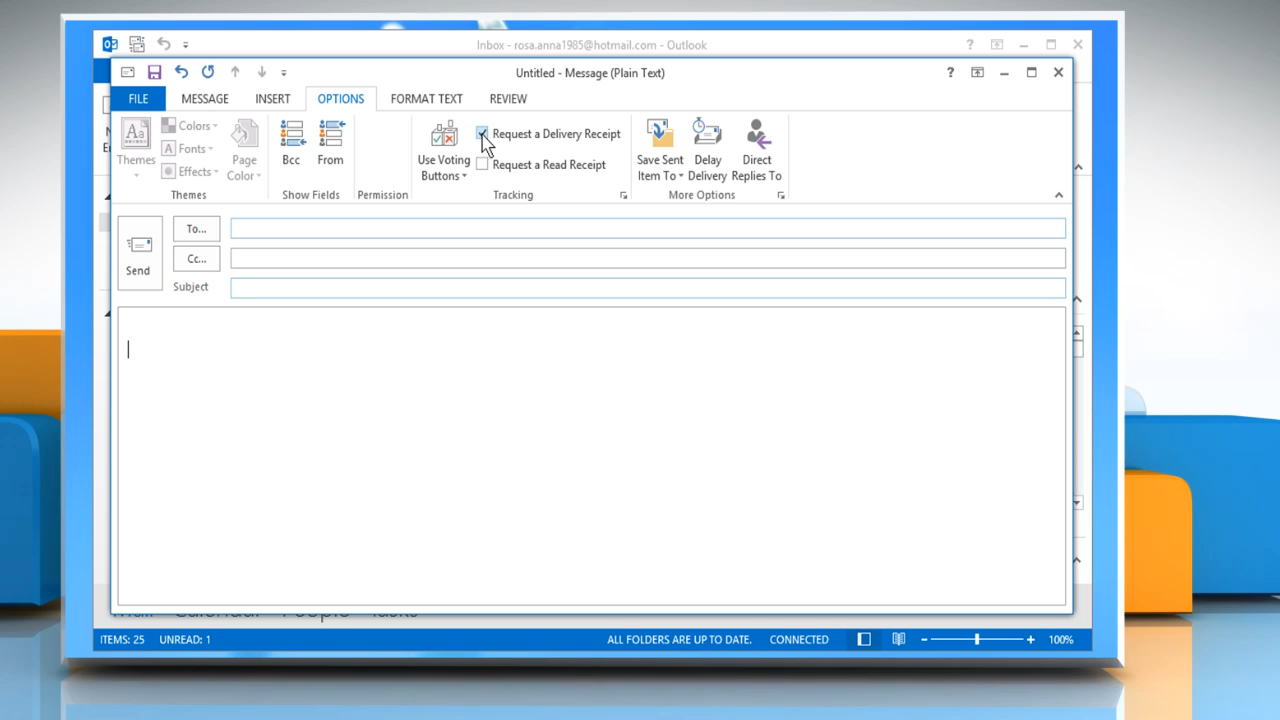 Inbox - rosa.anna1985@hotmail.com - Outlook
Untitled - Message (Plain Text)
FILE MESSAGE INSERT OPTIONS FORMAT TEXT REVIEW
Aa Themes
Colors
Fonts
Effects
Page Color
Themes
Bcc
From
Show Fields
Permission
Use Voting Buttons
Request a Delivery Receipt
Request a Read Receipt
Tracking
Save Sent Item To
Delay Delivery
Direct Replies To
More Options
Send
To...
Cc...
Subject
ITEMS: 25 UNREAD: 1 ALL FOLDERS ARE UP TO DATE. CONNECTED 100%